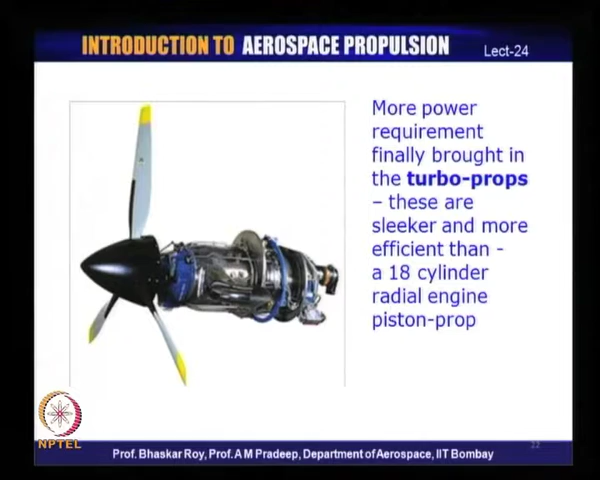 INTRODUCTION TO AEROSPACE PROPULSION
Lect-24
More power
requirement
finally brought in
the turbo-props
– these are
sleeker and more
efficient than -
a 18 cylinder
radial engine
piston-prop
NPTEL
22
Prof. Bhaskar Roy, Prof. A M Pradeep, Department of Aerospace, IIT Bombay